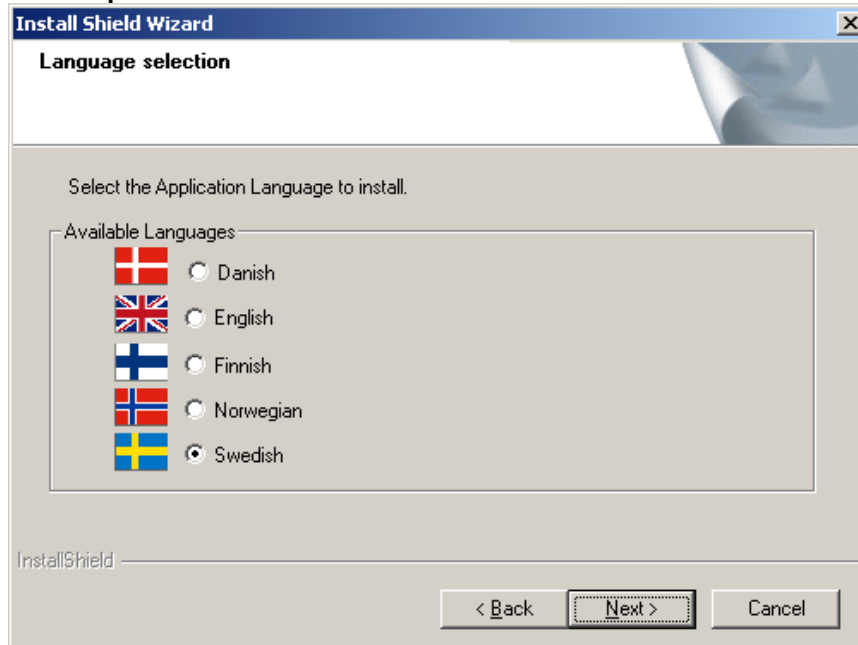 Install Shield Wizard
Language selection
Select the Application Language to install.
Available Languages
Danish
English
Finnish
Norwegian
Swedish
InstallShield
< Back Next > Cancel